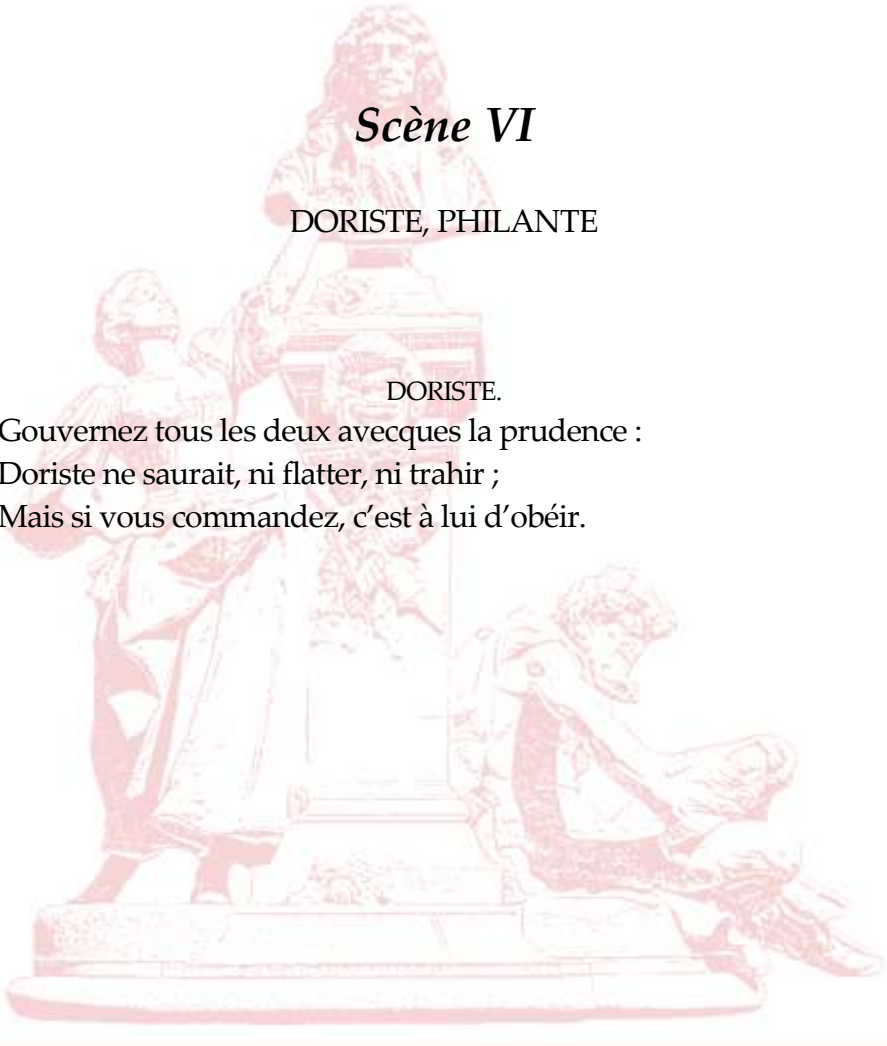 Scène VI
DORISTE, PHILANTE
DORISTE.
Gouvernez tous les deux avecques la prudence :
Doriste ne saurait, ni flatter, ni trahir ;
Mais si vous commandez, c’est à lui d’obéir.